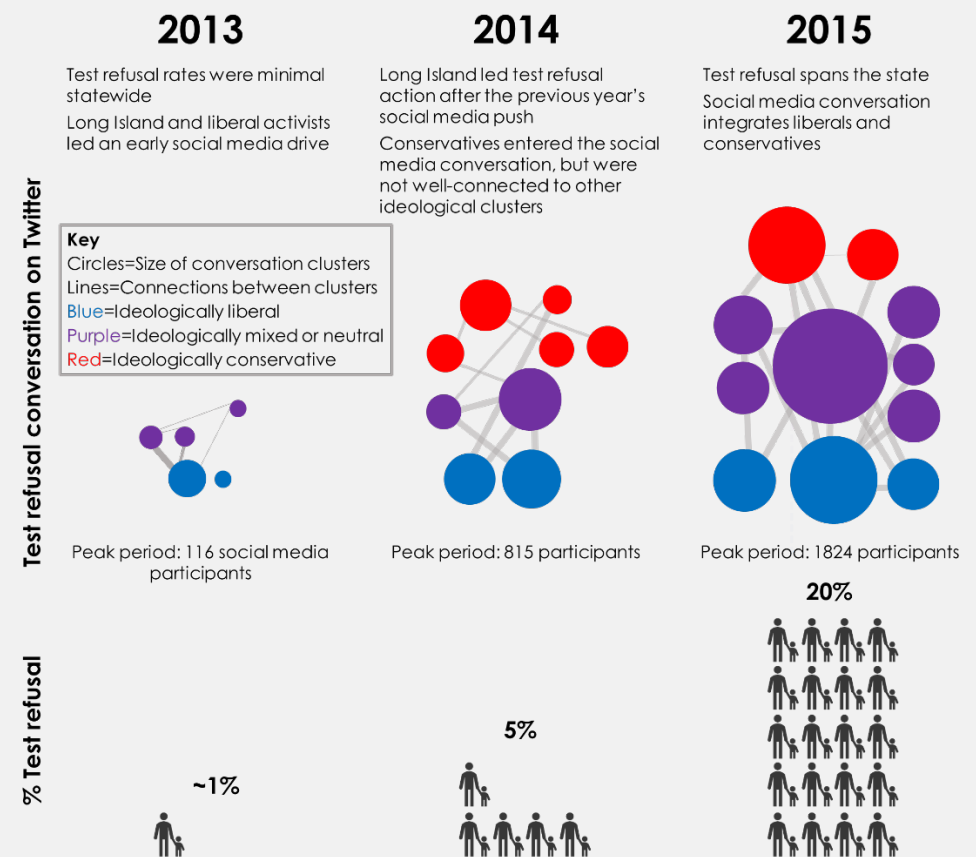 2013
Test refusal rates were minimal
statewide
Long Island and liberal activists
led an early social media drive
2014
Long Island led test refusal
action after the previous year's
social media push
Conservatives entered the social
media conversation, but were
not well-connected to other
ideological clusters
2015
Test refusal spans the state
Social media conversation
integrates liberals and
conservatives
Test refusal conversation on Twitter
Key
Circles=Size of conversation clusters
Lines=Connections between clusters
Blue=Ideologically liberal
Purple=Ideologically mixed or neutral
Red=Ideologically conservative
Peak period: 116 social media
participants
Peak period: 815 participants
Peak period: 1824 participants
% Test refusal
~1%
5%
20%